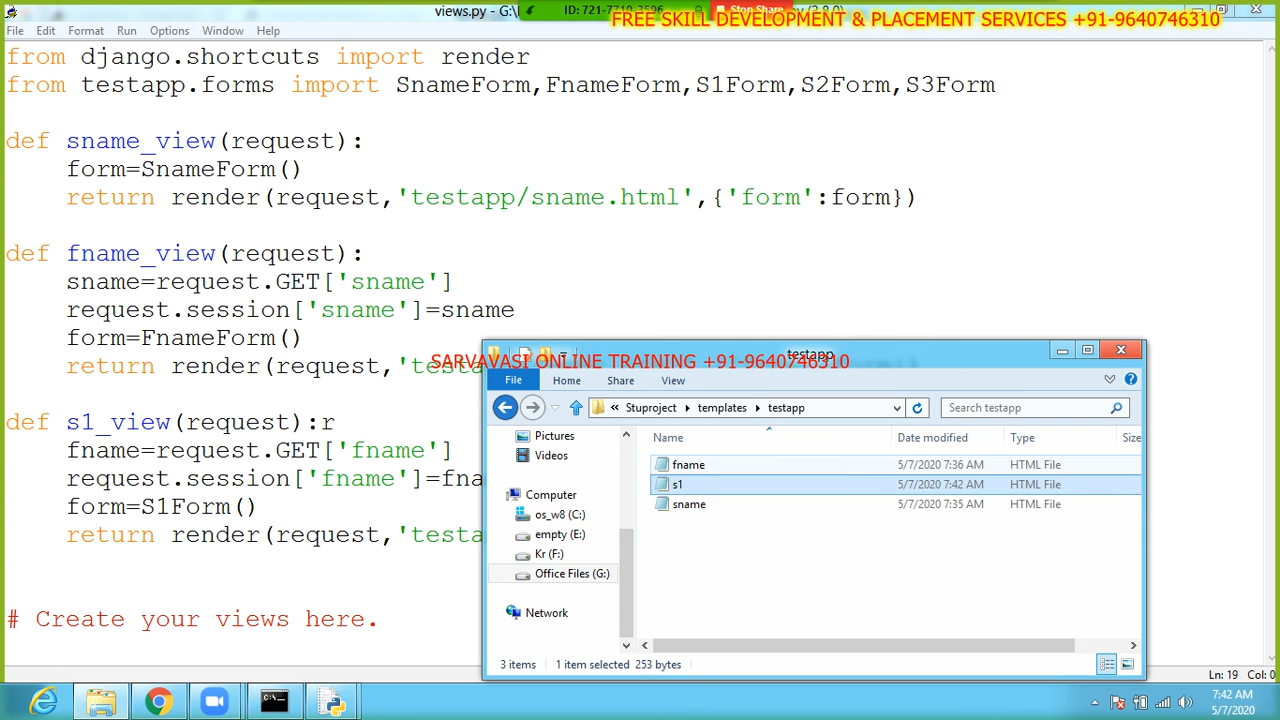 views.py - G:\
ID: 721-7710-3596
Stop Share
FREE SKILL DEVELOPMENT & PLACEMENT SERVICES +91-9640746310
File Edit Format Run Options Window Help
from django.shortcuts import render
from testapp.forms import SnameForm,FnameForm,S1Form,S2Form,S3Form
def sname_view(request):
form=SnameForm()
return render(request,'testapp/sname.html',{'form':form})
def fname_view(request):
sname=request.GET['sname']
request.session['sname']=sname
form=FnameForm()
return render(request,'testa
def s1_view(request):r
fname=request.GET['fname']
request.session['fname']=fna
form=S1Form()
return render(request,'testa
# Create your views here.
testapp
SARVAVASI ONLINE TRAINING +91-9640746310
File Home Share View
« Stuproject templates testapp
Search testapp
Name Date modified Type Size
Pictures
Videos
Computer
os_w8 (C:)
empty (E:)
Kr (F:)
Office Files (G:)
Network
fname 5/7/2020 7:36 AM HTML File
s1 5/7/2020 7:42 AM HTML File
sname 5/7/2020 7:35 AM HTML File
3 items 1 item selected 253 bytes
Ln: 19 Col: 0
7:42 AM
5/7/2020